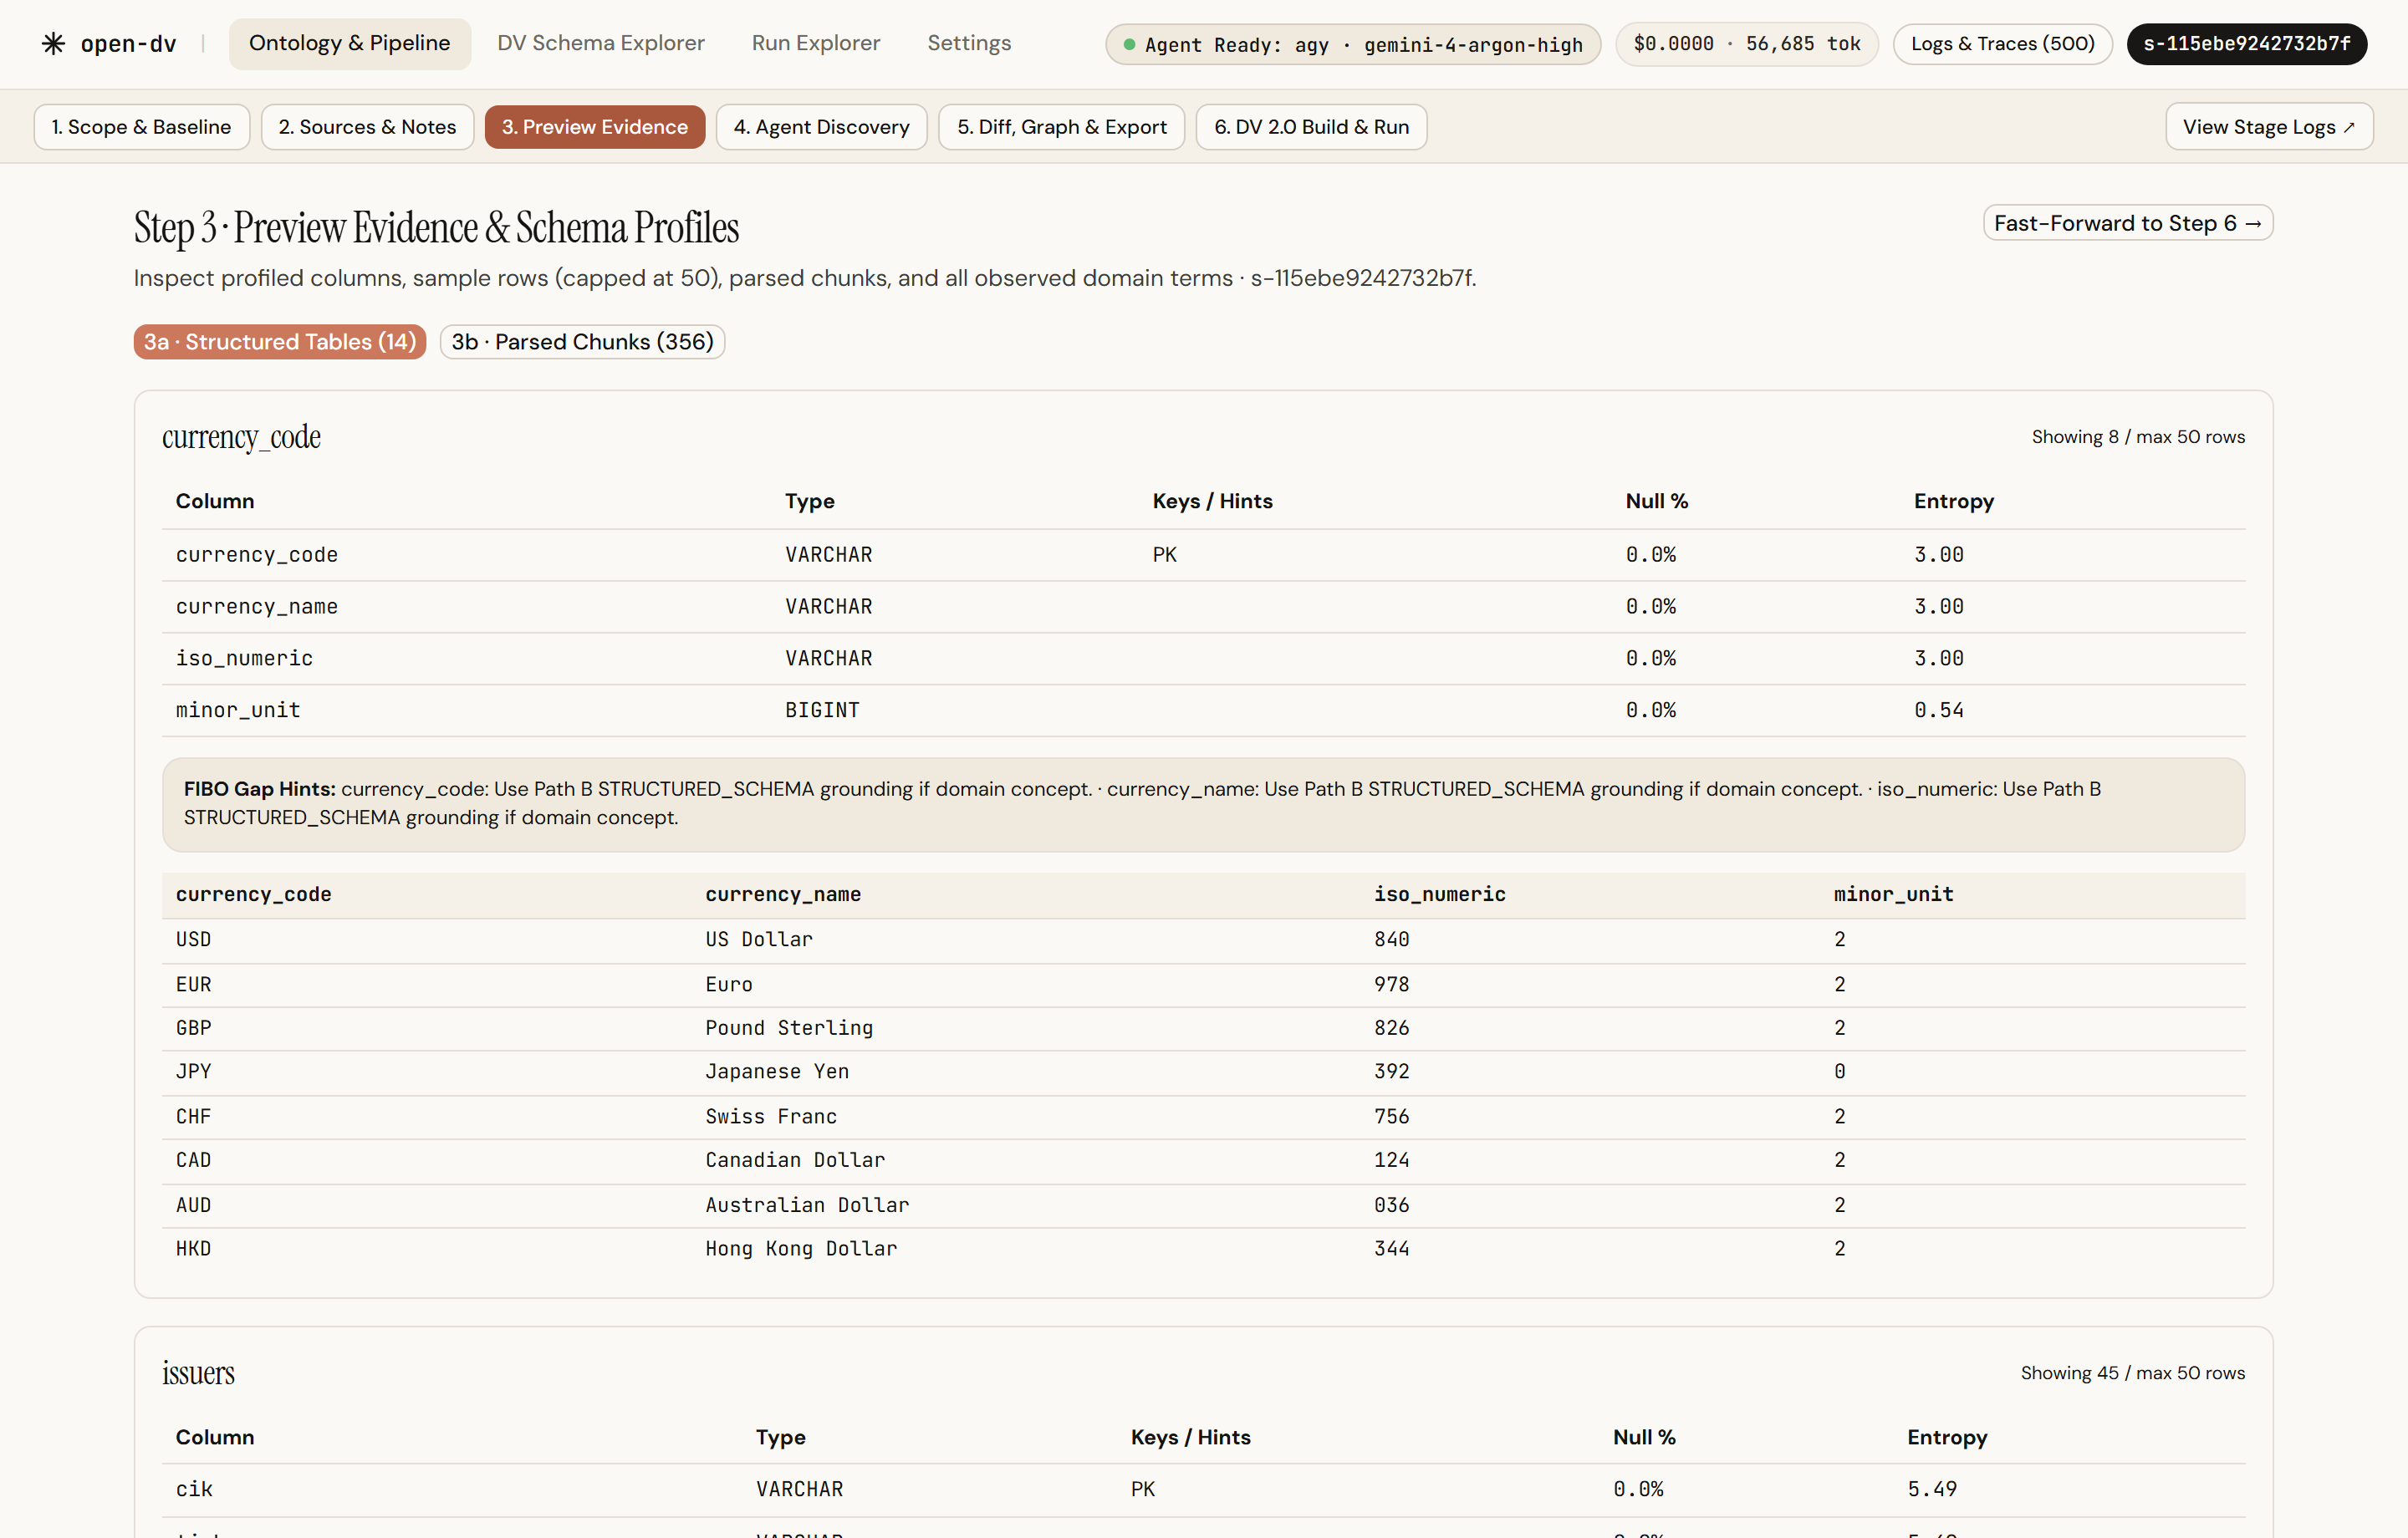 open-dv | Ontology & Pipeline DV Schema Explorer Run Explorer Settings Agent Ready: agy · gemini-4-argon-high $0.0000 · 56,685 tok Logs & Traces (500) s-115ebe9242732b7f
1. Scope & Baseline 2. Sources & Notes 3. Preview Evidence 4. Agent Discovery 5. Diff, Graph & Export 6. DV 2.0 Build & Run View Stage Logs ↗
Step 3 · Preview Evidence & Schema Profiles Fast-Forward to Step 6 →
Inspect profiled columns, sample rows (capped at 50), parsed chunks, and all observed domain terms · s-115ebe9242732b7f.
3a · Structured Tables (14) 3b · Parsed Chunks (356)
currency_code Showing 8 / max 50 rows
Column Type Keys / Hints Null % Entropy
currency_code VARCHAR PK 0.0% 3.00
currency_name VARCHAR 0.0% 3.00
iso_numeric VARCHAR 0.0% 3.00
minor_unit BIGINT 0.0% 0.54
FIBO Gap Hints: currency_code: Use Path B STRUCTURED_SCHEMA grounding if domain concept. · currency_name: Use Path B STRUCTURED_SCHEMA grounding if domain concept. · iso_numeric: Use Path B
STRUCTURED_SCHEMA grounding if domain concept.
currency_code currency_name iso_numeric minor_unit
USD US Dollar 840 2
EUR Euro 978 2
GBP Pound Sterling 826 2
JPY Japanese Yen 392 0
CHF Swiss Franc 756 2
CAD Canadian Dollar 124 2
AUD Australian Dollar 036 2
HKD Hong Kong Dollar 344 2
issuers Showing 45 / max 50 rows
Column Type Keys / Hints Null % Entropy
cik VARCHAR PK 0.0% 5.49